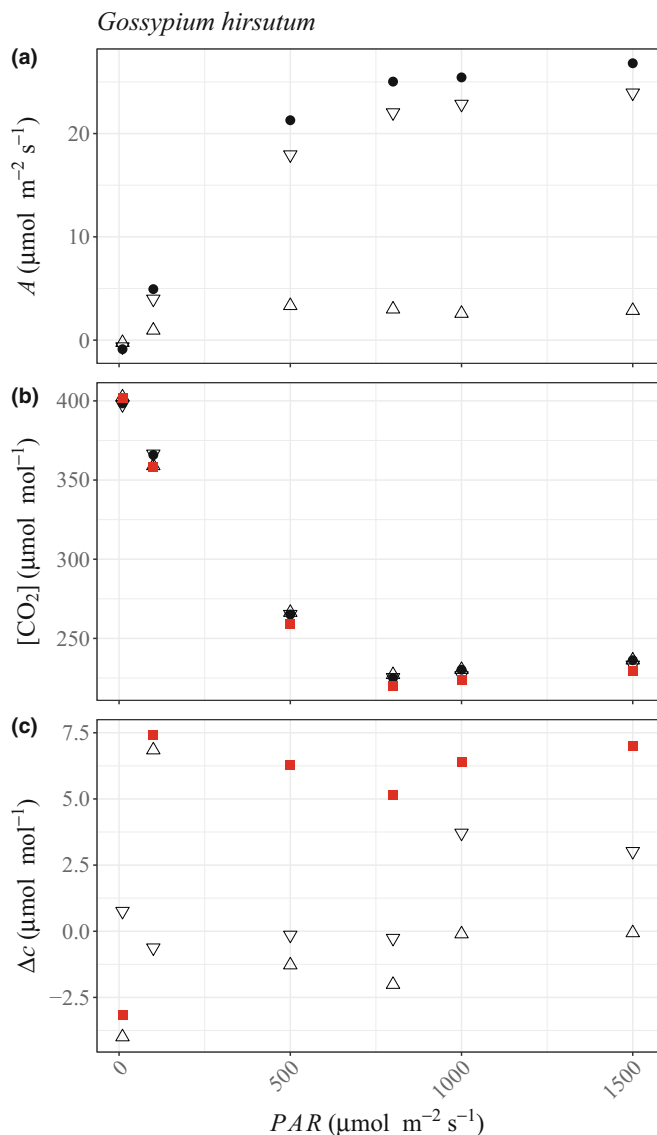 Gossypium hirsutum
(a)
A (μmol m⁻² s⁻¹)
20
10
0
(b)
[CO₂] (μmol mol⁻¹)
400
350
300
250
(c)
Δc (μmol mol⁻¹)
7.5
5.0
2.5
0.0
−2.5
0
500
1000
1500
PAR (μmol m⁻² s⁻¹)